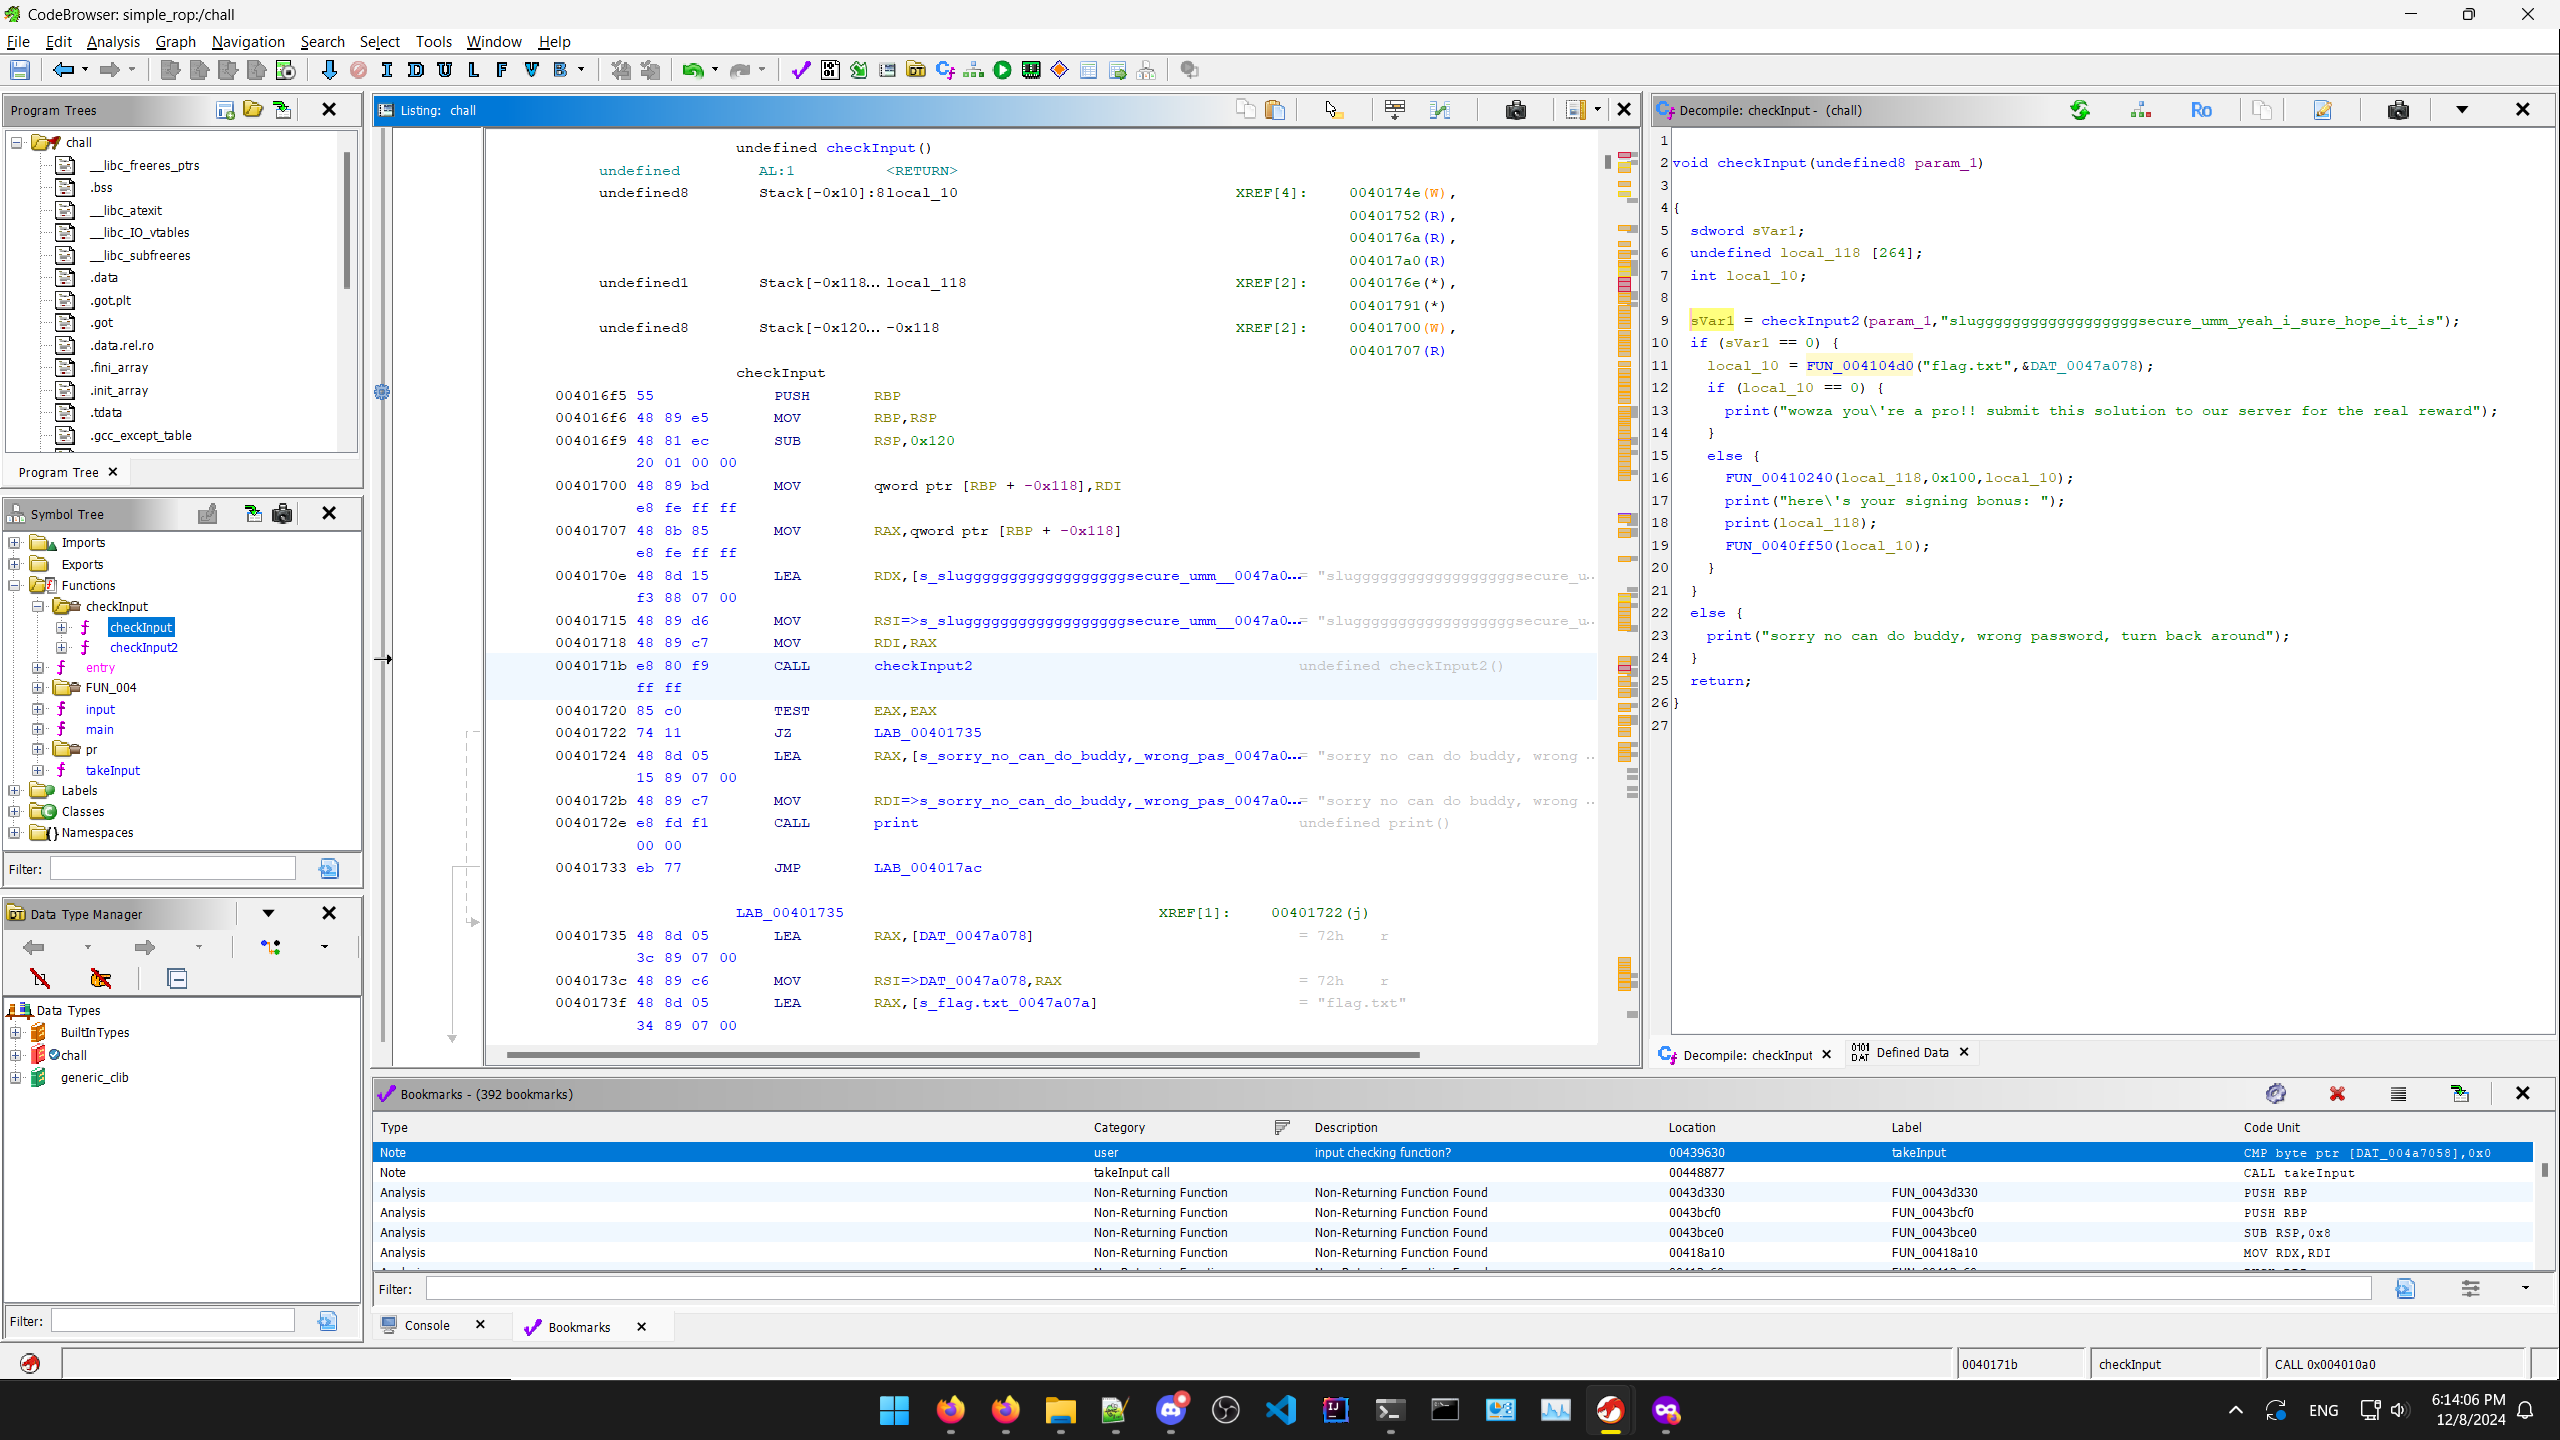 CodeBrowser: simple_rop:/chall
File Edit Analysis Graph Navigation Search Select Tools Window Help
Program Trees
chall
__libc_freeres_ptrs
.bss
__libc_atexit
__libc_IO_vtables
__libc_subfreeres
.data
.got.plt
.got
.data.rel.ro
.fini_array
.init_array
.tdata
.gcc_except_table
Program Tree
Symbol Tree
Imports
Exports
Functions
checkInput
checkInput
checkInput2
entry
FUN_004
input
main
pr
takeInput
Labels
Classes
Namespaces
Filter:
Data Type Manager
Data Types
BuiltInTypes
chall
generic_clib
Filter:
Listing: chall
undefined checkInput()
undefined AL:1 <RETURN>
undefined8 Stack[-0x10]:8 local_10 XREF[4]: 0040174e(W),
00401752(R),
0040176a(R),
004017a0(R)
undefined1 Stack[-0x118... local_118 XREF[2]: 0040176e(*),
00401791(*)
undefined8 Stack[-0x120... -0x118 XREF[2]: 00401700(W),
00401707(R)
checkInput
004016f5 55 PUSH RBP
004016f6 48 89 e5 MOV RBP,RSP
004016f9 48 81 ec SUB RSP,0x120
20 01 00 00
00401700 48 89 bd MOV qword ptr [RBP + -0x118],RDI
e8 fe ff ff
00401707 48 8b 85 MOV RAX,qword ptr [RBP + -0x118]
e8 fe ff ff
0040170e 48 8d 15 LEA RDX,[s_slugggggggggggggggggggsecure_umm__0047a0... = "slugggggggggggggggggggsecure_u..
f3 88 07 00
00401715 48 89 d6 MOV RSI=>s_slugggggggggggggggggggsecure_umm__0047a0... = "slugggggggggggggggggggsecure_u..
00401718 48 89 c7 MOV RDI,RAX
0040171b e8 80 f9 CALL checkInput2 undefined checkInput2()
ff ff
00401720 85 c0 TEST EAX,EAX
00401722 74 11 JZ LAB_00401735
00401724 48 8d 05 LEA RAX,[s_sorry_no_can_do_buddy,_wrong_pas_0047a0... = "sorry no can do buddy, wrong ..
15 89 07 00
0040172b 48 89 c7 MOV RDI=>s_sorry_no_can_do_buddy,_wrong_pas_0047a0... = "sorry no can do buddy, wrong ..
0040172e e8 fd f1 CALL print undefined print()
00 00
00401733 eb 77 JMP LAB_004017ac
LAB_00401735 XREF[1]: 00401722(j)
00401735 48 8d 05 LEA RAX,[DAT_0047a078] = 72h r
3c 89 07 00
0040173c 48 89 c6 MOV RSI=>DAT_0047a078,RAX = 72h r
0040173f 48 8d 05 LEA RAX,[s_flag.txt_0047a07a] = "flag.txt"
34 89 07 00
Decompile: checkInput - (chall)
1
2 void checkInput(undefined8 param_1)
3
4 {
5 sdword sVar1;
6 undefined local_118 [264];
7 int local_10;
8
9 sVar1 = checkInput2(param_1,"slugggggggggggggggggggsecure_umm_yeah_i_sure_hope_it_is");
10 if (sVar1 == 0) {
11 local_10 = FUN_004104d0("flag.txt",&DAT_0047a078);
12 if (local_10 == 0) {
13 print("wowza you\'re a pro!! submit this solution to our server for the real reward");
14 }
15 else {
16 FUN_00410240(local_118,0x100,local_10);
17 print("here\'s your signing bonus: ");
18 print(local_118);
19 FUN_0040ff50(local_10);
20 }
21 }
22 else {
23 print("sorry no can do buddy, wrong password, turn back around");
24 }
25 return;
26 }
27
Decompile: checkInput Defined Data
Bookmarks - (392 bookmarks)
Type Category Description Location Label Code Unit
Note user input checking function? 00439630 takeInput CMP byte ptr [DAT_004a7058],0x0
Note takeInput call 00448877 CALL takeInput
Analysis Non-Returning Function Non-Returning Function Found 0043d330 FUN_0043d330 PUSH RBP
Analysis Non-Returning Function Non-Returning Function Found 0043bcf0 FUN_0043bcf0 PUSH RBP
Analysis Non-Returning Function Non-Returning Function Found 0043bce0 FUN_0043bce0 SUB RSP,0x8
Analysis Non-Returning Function Non-Returning Function Found 00418a10 FUN_00418a10 MOV RDX,RDI
Filter:
Console Bookmarks
0040171b checkInput CALL 0x004010a0
ENG 6:14:06 PM
12/8/2024